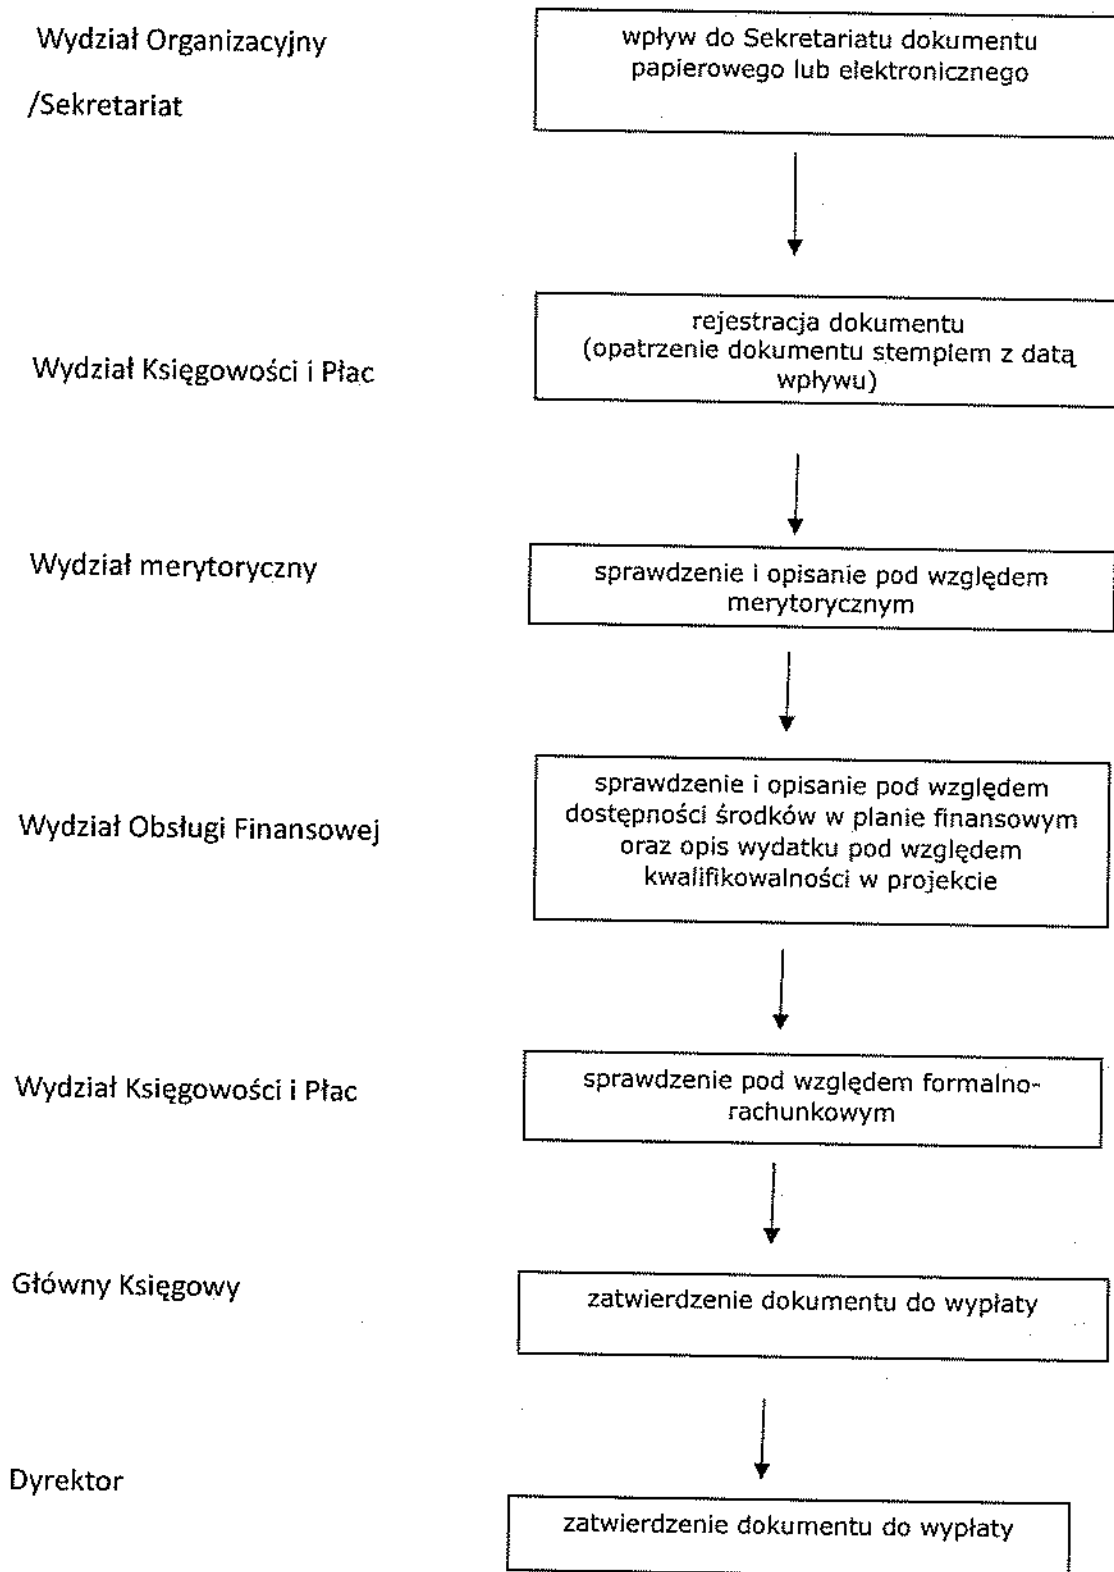 Wydział Organizacyjny
/Sekretariat
wpływ do Sekretariatu dokumentu
papierowego lub elektronicznego
Wydział Księgowości i Płac
rejestracja dokumentu
(opatrzenie dokumentu stemplem z datą
wpływu)
Wydział merytoryczny
sprawdzenie i opisanie pod względem
merytorycznym
Wydział Obsługi Finansowej
sprawdzenie i opisanie pod względem
dostępności środków w planie finansowym
oraz opis wydatku pod względem
kwalifikowalności w projekcie
Wydział Księgowości i Płac
sprawdzenie pod względem formalno-
rachunkowym
Główny Księgowy
zatwierdzenie dokumentu do wypłaty
Dyrektor
zatwierdzenie dokumentu do wypłaty